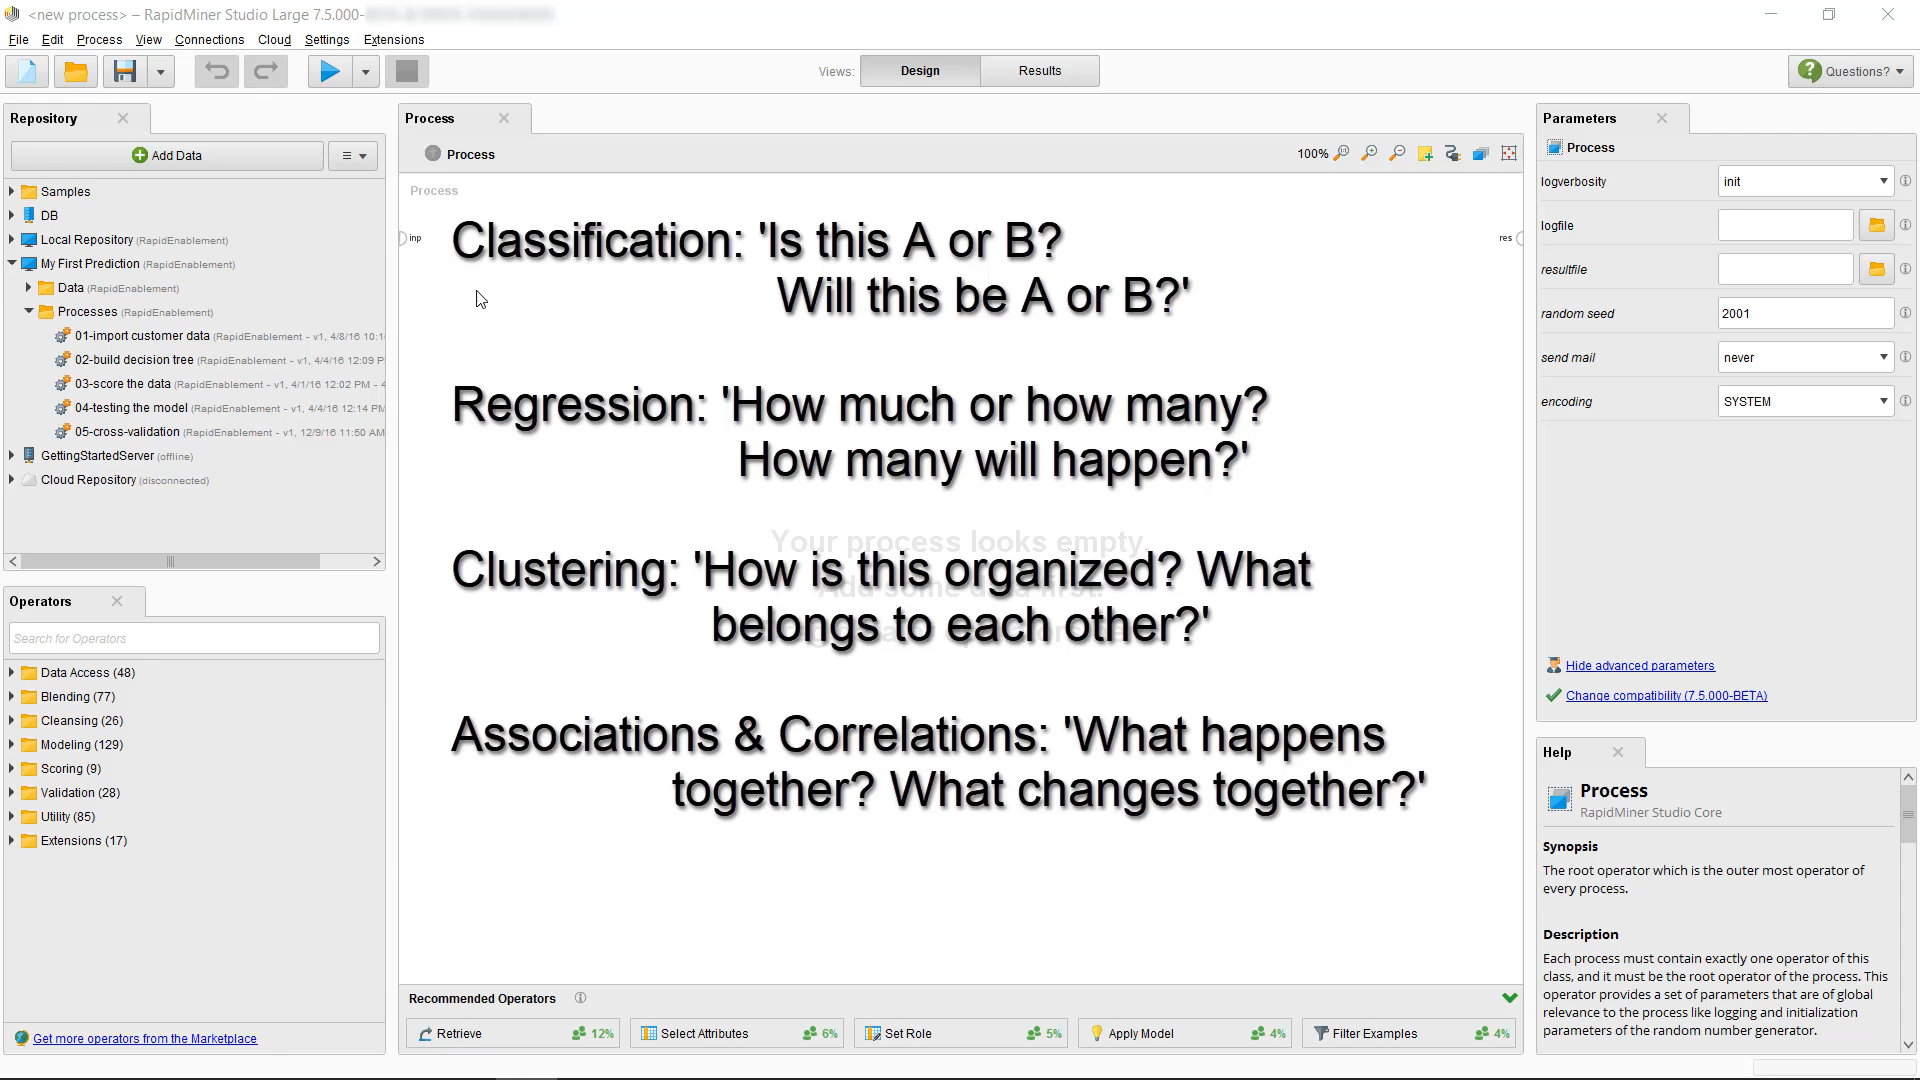 <new process> – RapidMiner Studio Large 7.5.000-
File Edit Process View Connections Cloud Settings Extensions
Views: Design Results
Questions?
Repository
Add Data
Samples
DB
Local Repository (RapidEnablement)
My First Prediction (RapidEnablement)
Data (RapidEnablement)
Processes (RapidEnablement)
01-import customer data (RapidEnablement - v1, 4/8/16 10:1
02-build decision tree (RapidEnablement - v1, 4/4/16 12:09 P
03-score the data (RapidEnablement - v1, 4/1/16 12:02 PM - 4
04-testing the model (RapidEnablement - v1, 4/4/16 12:14 PM
05-cross-validation (RapidEnablement - v1, 12/9/16 11:50 AM
GettingStartedServer (offline)
Cloud Repository (disconnected)
Operators
Search for Operators
Data Access (48)
Blending (77)
Cleansing (26)
Modeling (129)
Scoring (9)
Validation (28)
Utility (85)
Extensions (17)
Get more operators from the Marketplace
Process
Process
100%
Process
inp
res
Classification: 'Is this A or B?
Will this be A or B?'
Regression: 'How much or how many?
How many will happen?'
Your process looks empty.
Clustering: 'How is this organized? What
Add some data first.
belongs to each other?'
Associations & Correlations: 'What happens
together? What changes together?'
Recommended Operators
Retrieve 12%
Select Attributes 6%
Set Role 5%
Apply Model 4%
Filter Examples 4%
Parameters
Process
logverbosity init
logfile
resultfile
random seed 2001
send mail never
encoding SYSTEM
Hide advanced parameters
Change compatibility (7.5.000-BETA)
Help
Process
RapidMiner Studio Core
Synopsis
The root operator which is the outer most operator of
every process.
Description
Each process must contain exactly one operator of this
class, and it must be the root operator of the process. This
operator provides a set of parameters that are of global
relevance to the process like logging and initialization
parameters of the random number generator.